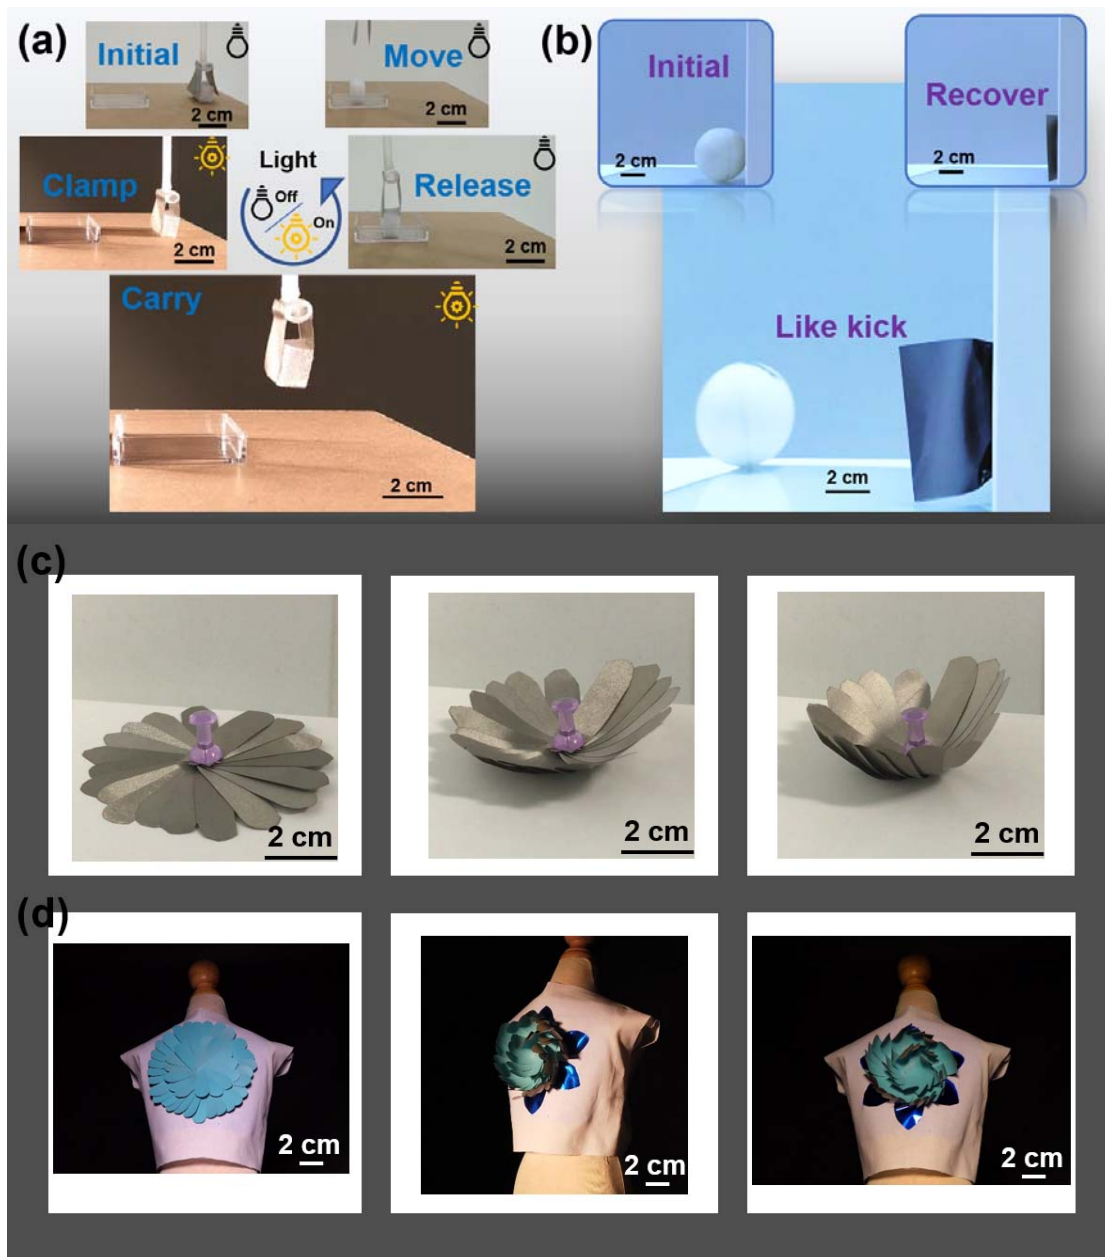 (a)
Initial
2 cm
Move
2 cm
Clamp
2 cm
Light
Off
On
Release
2 cm
Carry
2 cm
(b)
Initial
2 cm
Recover
2 cm
Like kick
2 cm
(c)
2 cm
2 cm
2 cm
(d)
2 cm
2 cm
2 cm